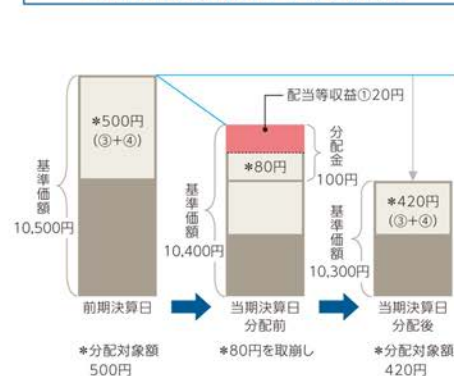 *500円
(③+④)
基準価額
10,500円
前期決算日
*分配対象額
500円
配当等収益①20円
*80円
分配金
100円
基準価額
10,400円
当期決算日
分配前
*80円を取崩し
*420円
(③+④)
基準価額
10,300円
当期決算日
分配後
*分配対象額
420円